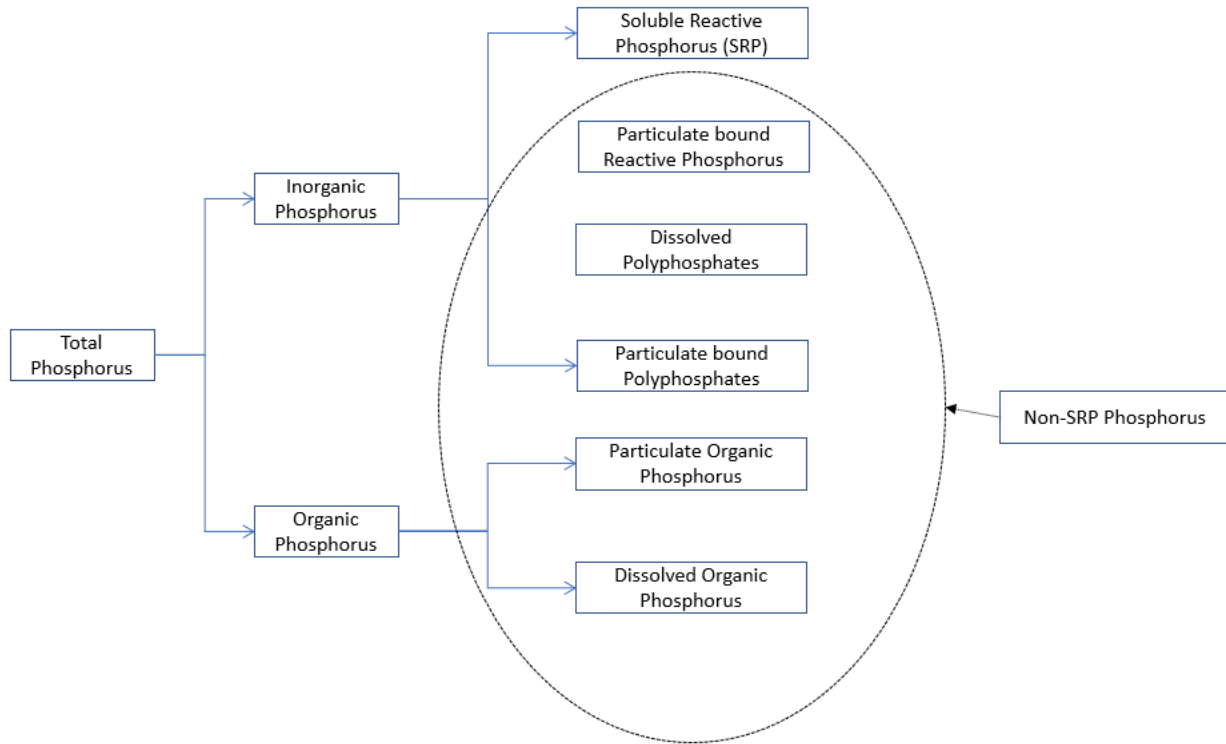 Soluble Reactive
Phosphorus (SRP)
Particulate bound
Reactive Phosphorus
Inorganic
Phosphorus
Dissolved
Polyphosphates
Total
Phosphorus
Particulate bound
Polyphosphates
Non-SRP Phosphorus
Particulate Organic
Phosphorus
Organic
Phosphorus
Dissolved Organic
Phosphorus